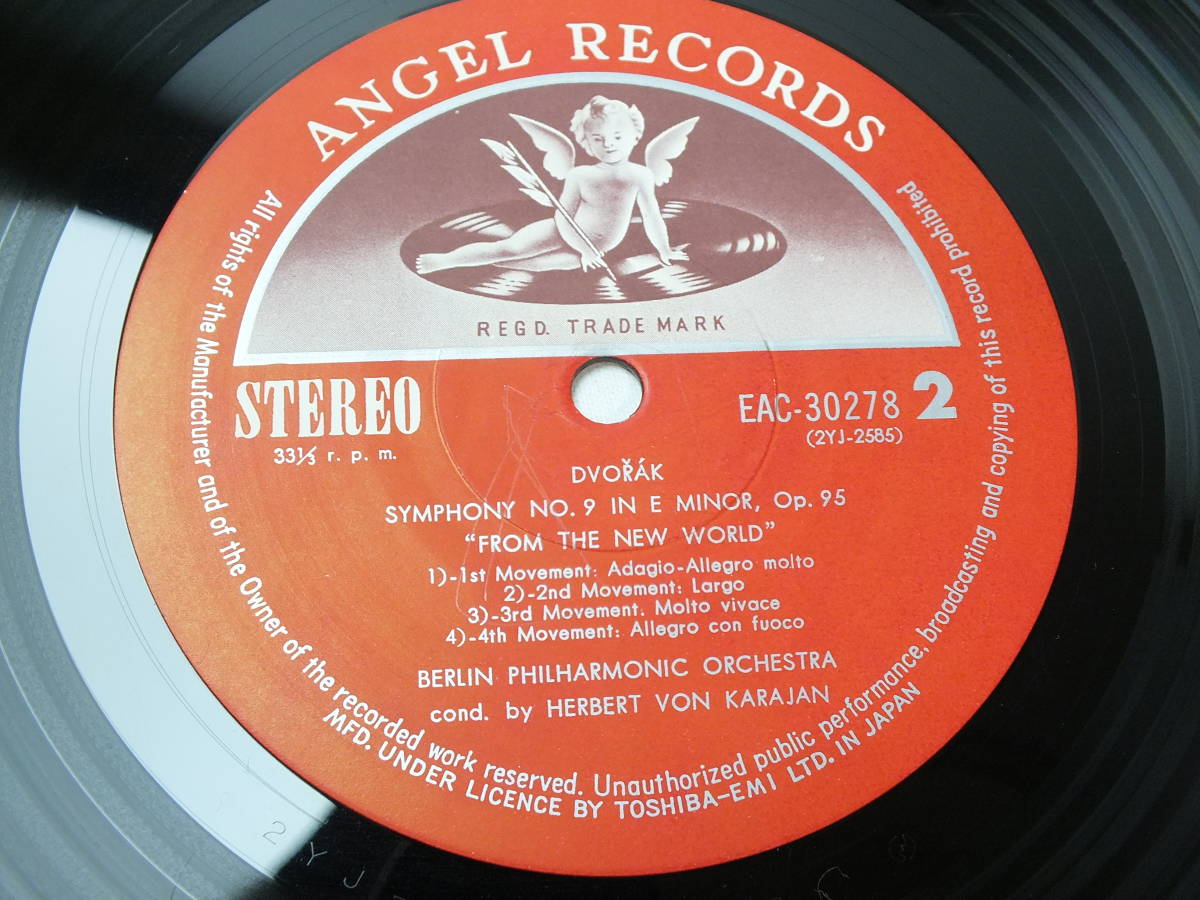 ANGEL RECORDS
REGD. TRADE MARK
STEREO
33⅓ r. p. m.
EAC-30278 2
(2YJ-2585)
DVOŘÁK
SYMPHONY NO. 9 IN E MINOR, Op. 95
“FROM THE NEW WORLD”
1)-1st Movement: Adagio-Allegro molto
2)-2nd Movement: Largo
3)-3rd Movement. Molto vivace
4)-4th Movement: Allegro con fuoco
BERLIN PHILHARMONIC ORCHESTRA
cond. by HERBERT VON KARAJAN
All rights of the Manufacturer and of the Owner of the recorded work reserved. Unauthorized public performance, broadcasting and copying of this record prohibited
MFD. UNDER LICENCE BY TOSHIBA-EMI LTD. IN JAPAN
2 Y J